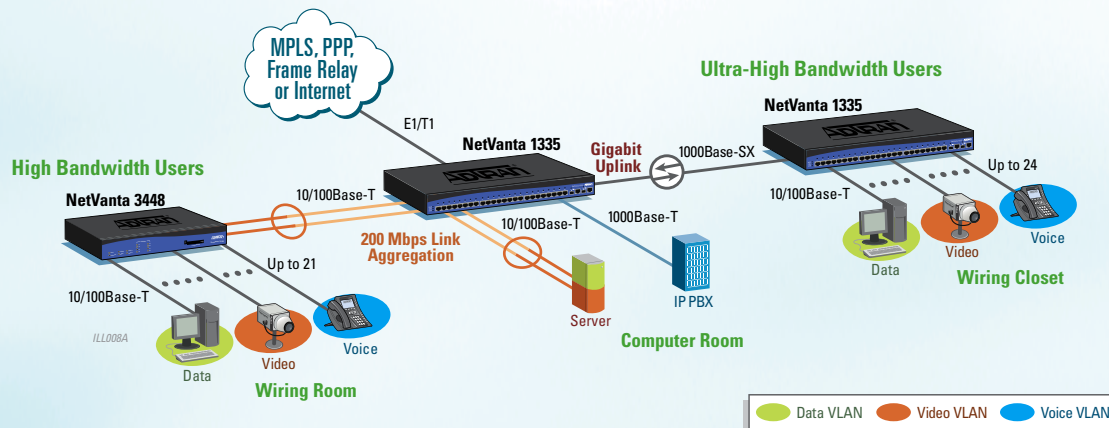 MPLS, PPP,
Frame Relay
or Internet
E1/T1
Ultra-High Bandwidth Users
NetVanta 1335
ADTRAN
Up to 24
10/100Base-T
Data
Video
Voice
Wiring Closet
NetVanta 1335
ADTRAN
Gigabit
Uplink
1000Base-SX
High Bandwidth Users
NetVanta 3448
ADTRAN
10/100Base-T
200 Mbps Link
Aggregation
10/100Base-T
1000Base-T
Server
IP PBX
Computer Room
Up to 21
10/100Base-T
ILL008A
Data
Video
Voice
Wiring Room
Data VLAN
Video VLAN
Voice VLAN